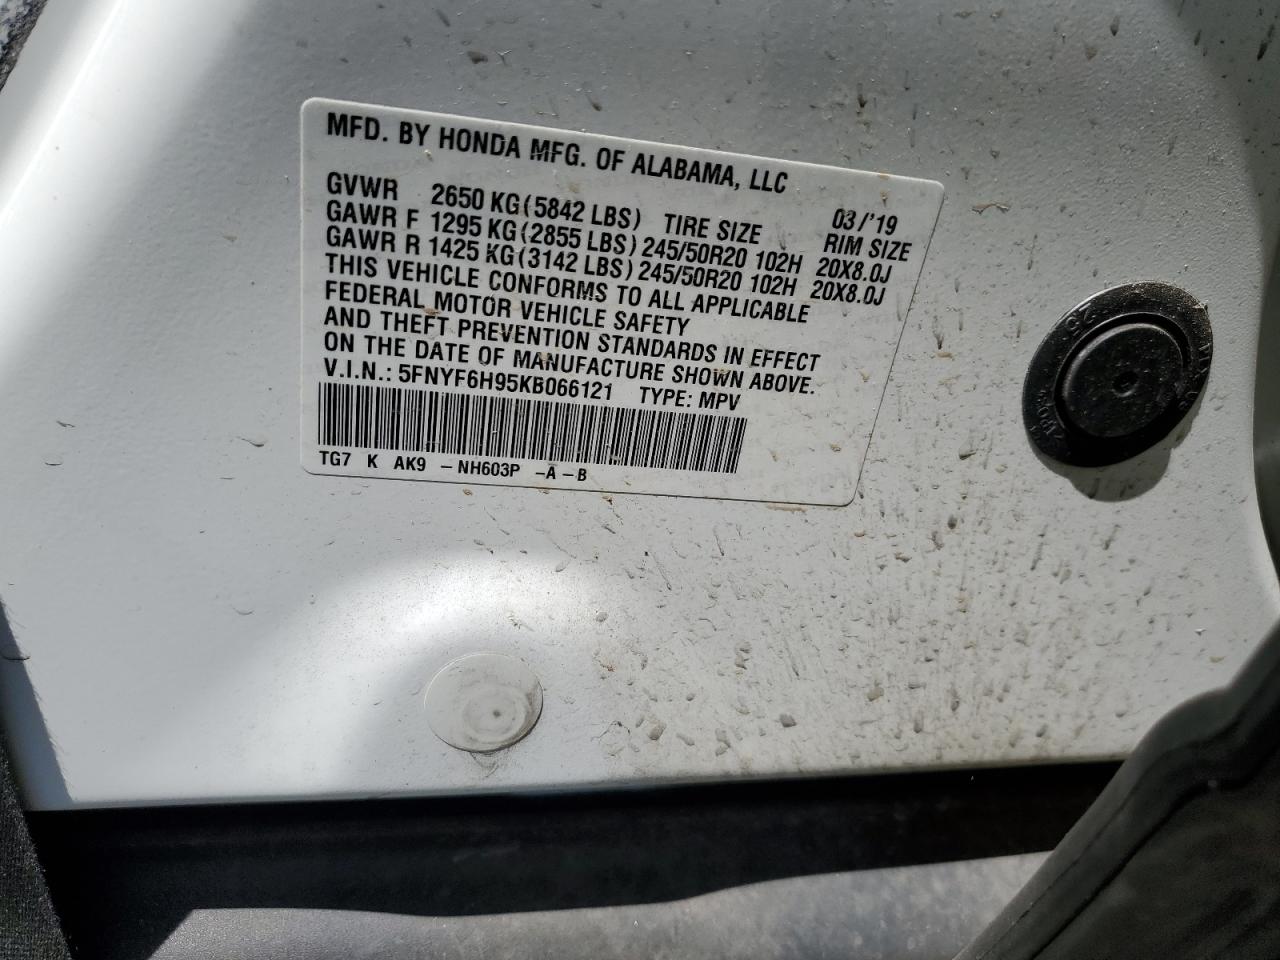 MFD. BY HONDA MFG. OF ALABAMA, LLC
GVWR 2650 KG (5842 LBS) TIRE SIZE 03/'19 RIM SIZE
GAWR F 1295 KG (2855 LBS) 245/50R20 102H 20X8.0J
GAWR R 1425 KG (3142 LBS) 245/50R20 102H 20X8.0J
THIS VEHICLE CONFORMS TO ALL APPLICABLE
FEDERAL MOTOR VEHICLE SAFETY
AND THEFT PREVENTION STANDARDS IN EFFECT
ON THE DATE OF MANUFACTURE SHOWN ABOVE.
V.I.N.: 5FNYF6H95KB066121 TYPE: MPV
TG7 K AK9 -NH603P -A-B